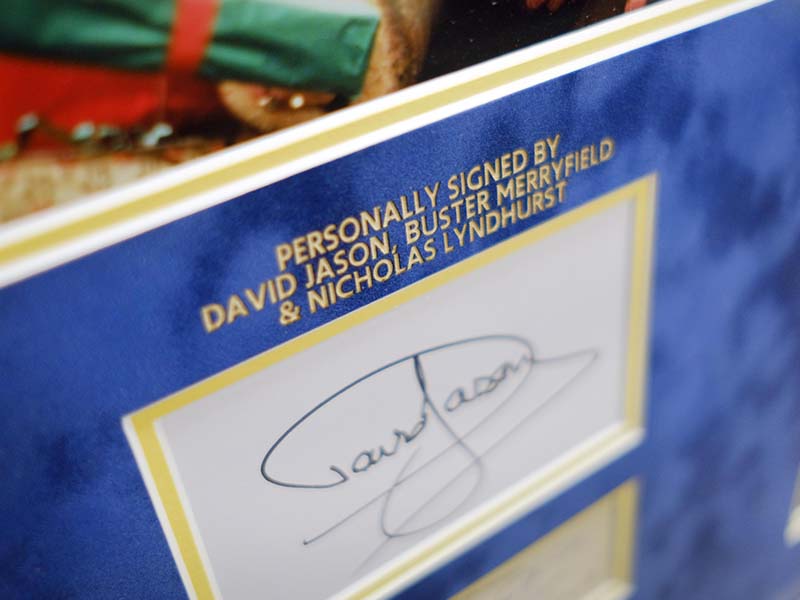 PERSONALLY SIGNED BY
DAVID JASON, BUSTER MERRYFIELD
& NICHOLAS LYNDHURST
David Jason